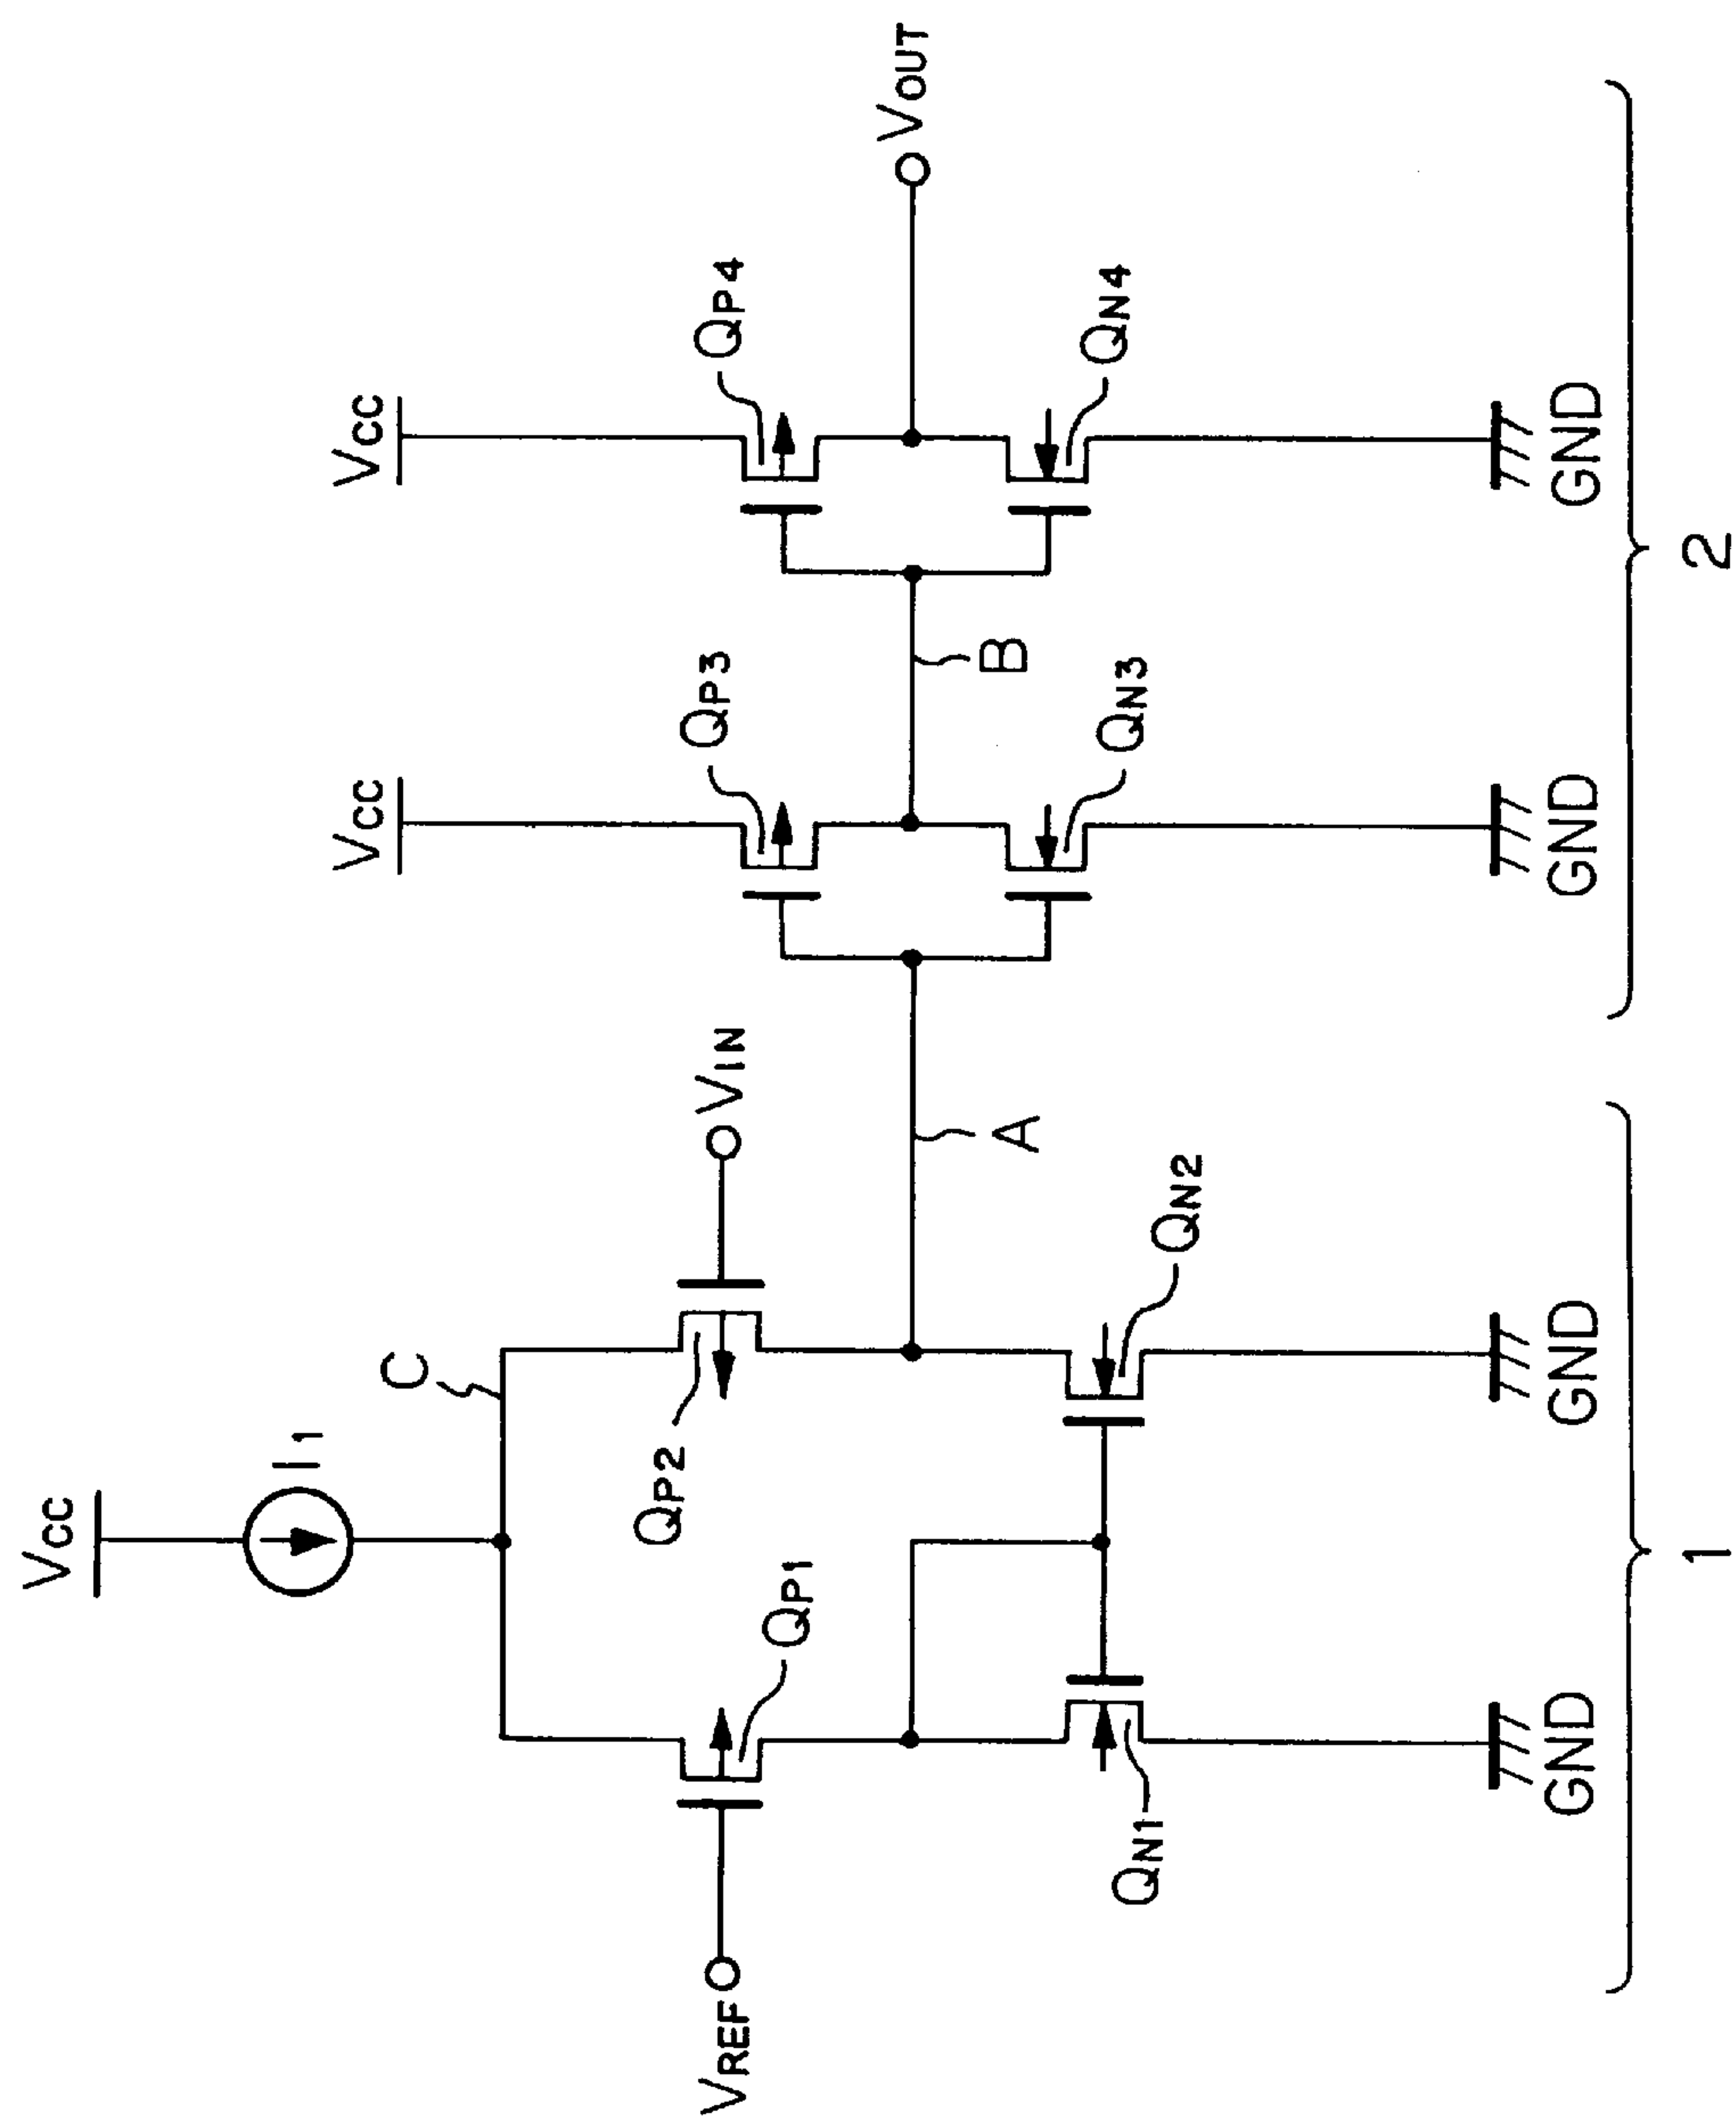 VCC
I1
VCC
VCC
C
QP2
QP3
QP4
VREF
VIN
QP1
VOUT
A
B
QN1
QN2
QN3
QN4
GND
GND
GND
GND
1
2